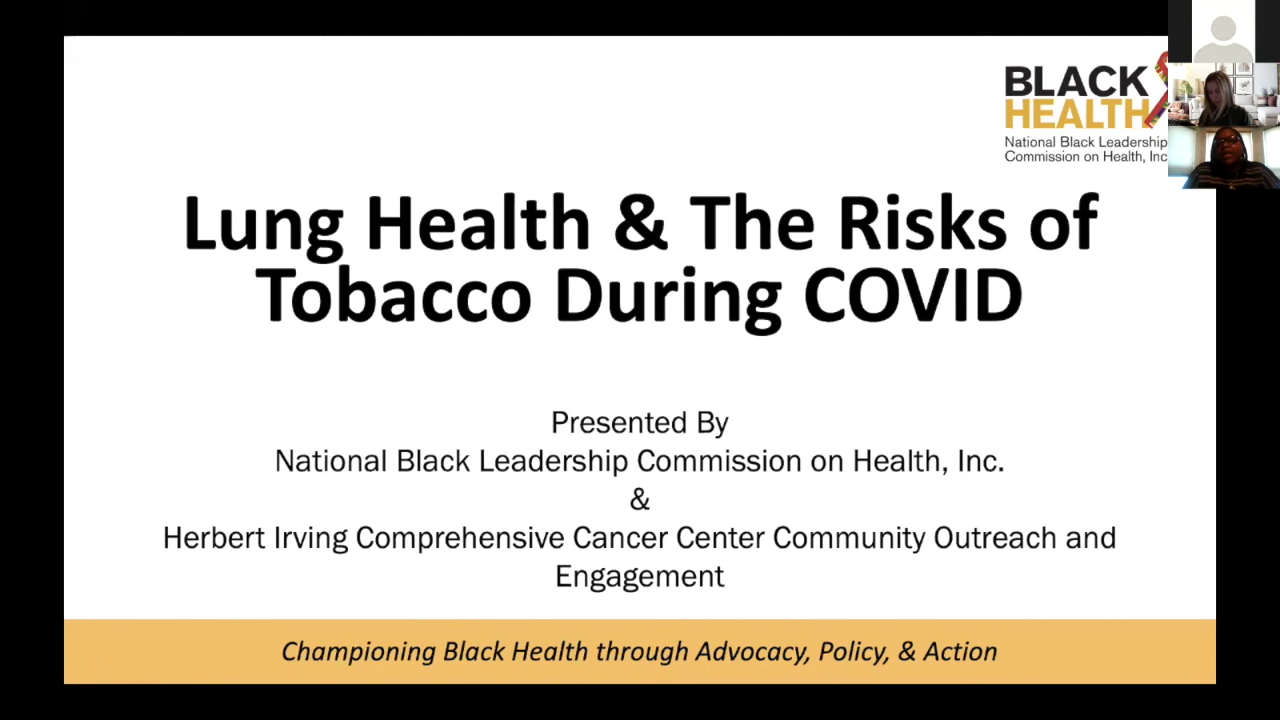 BLACK
HEALTH
National Black Leadership
Commission on Health, Inc
Lung Health & The Risks of
Tobacco During COVID
Presented By
National Black Leadership Commission on Health, Inc.
&
Herbert Irving Comprehensive Cancer Center Community Outreach and
Engagement
Championing Black Health through Advocacy, Policy, & Action